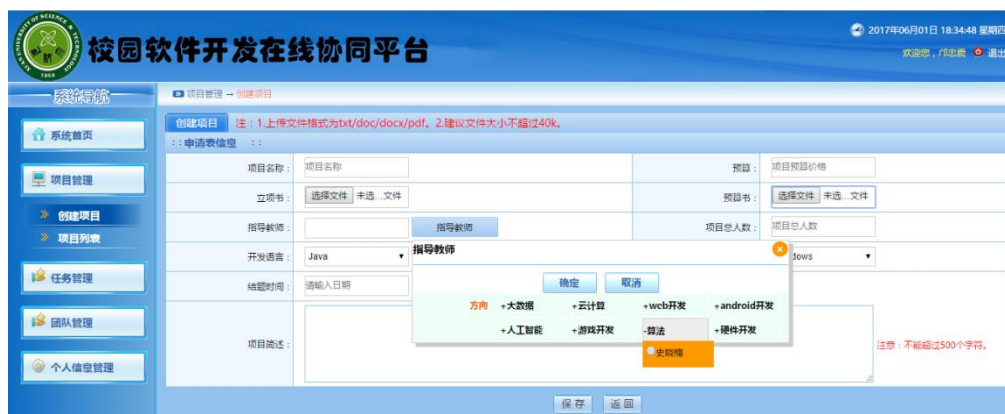 校园软件开发在线协同平台
2017年06月01日 18:34:48 星期四
退出
系统导航
项目管理 → 创建项目
系统首页
项目管理
创建项目
项目列表
任务管理
团队管理
个人信息管理
创建项目 注：1.上传文件格式为txt/doc/docx/pdf。2.建议文件大小不超过40k。
::申请表信息 ::
项目名称： 项目名称 预算： 项目预算价格
立项书： 选择文件 未选...文件 预算书： 选择文件 未选...文件
指导教师： 指导教师 项目总人数： 项目总人数
开发语言： Java
结题时间： 请输入日期
指导教师
确定 取消
方向 +大数据 +云计算 +web开发 +android开发
+人工智能 +游戏开发 -算法 +硬件开发
史晓楠
项目简述： 注意：不能超过500个字符。
保存 返回